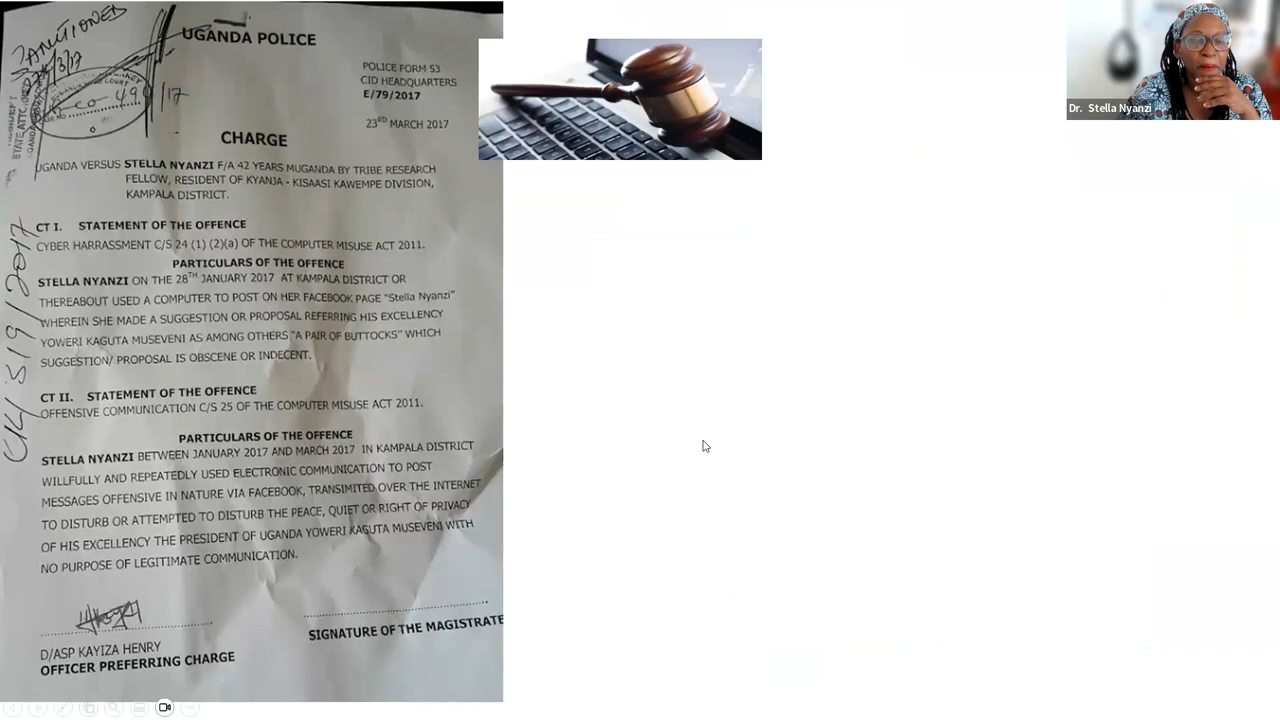 SANCTIONED
UGANDA POLICE
POLICE FORM 53
CID HEADQUARTERS
E/79/2017
23RD MARCH 2017
CHARGE
UGANDA VERSUS STELLA NYANZI F/A 42 YEARS MUGANDA BY TRIBE RESEARCH
FELLOW, RESIDENT OF KYANJA - KISAASI KAWEMPE DIVISION,
KAMPALA DISTRICT.
CT I. STATEMENT OF THE OFFENCE
CYBER HARRASSMENT C/S 24 (1) (2)(a) OF THE COMPUTER MISUSE ACT 2011.
PARTICULARS OF THE OFFENCE
STELLA NYANZI ON THE 28TH JANUARY 2017 AT KAMPALA DISTRICT OR
THEREABOUT USED A COMPUTER TO POST ON HER FACEBOOK PAGE "Stella Nyanzi"
WHEREIN SHE MADE A SUGGESTION OR PROPOSAL REFERRING HIS EXCELLENCY
YOWERI KAGUTA MUSEVENI AS AMONG OTHERS "A PAIR OF BUTTOCKS" WHICH
SUGGESTION/ PROPOSAL IS OBSCENE OR INDECENT.
CT II. STATEMENT OF THE OFFENCE
OFFENSIVE COMMUNICATION C/S 25 OF THE COMPUTER MISUSE ACT 2011.
PARTICULARS OF THE OFFENCE
STELLA NYANZI BETWEEN JANUARY 2017 AND MARCH 2017 IN KAMPALA DISTRICT
WILLFULLY AND REPEATEDLY USED ELECTRONIC COMMUNICATION TO POST
MESSAGES OFFENSIVE IN NATURE VIA FACEBOOK, TRANSIMITED OVER THE INTERNET
TO DISTURB OR ATTEMPTED TO DISTURB THE PEACE, QUIET OR RIGHT OF PRIVACY
OF HIS EXCELLENCY THE PRESIDENT OF UGANDA YOWERI KAGUTA MUSEVENI WITH
NO PURPOSE OF LEGITIMATE COMMUNICATION.
D/ASP KAYIZA HENRY
OFFICER PREFERRING CHARGE
SIGNATURE OF THE MAGISTRATE
Dr. Stella Nyanzi